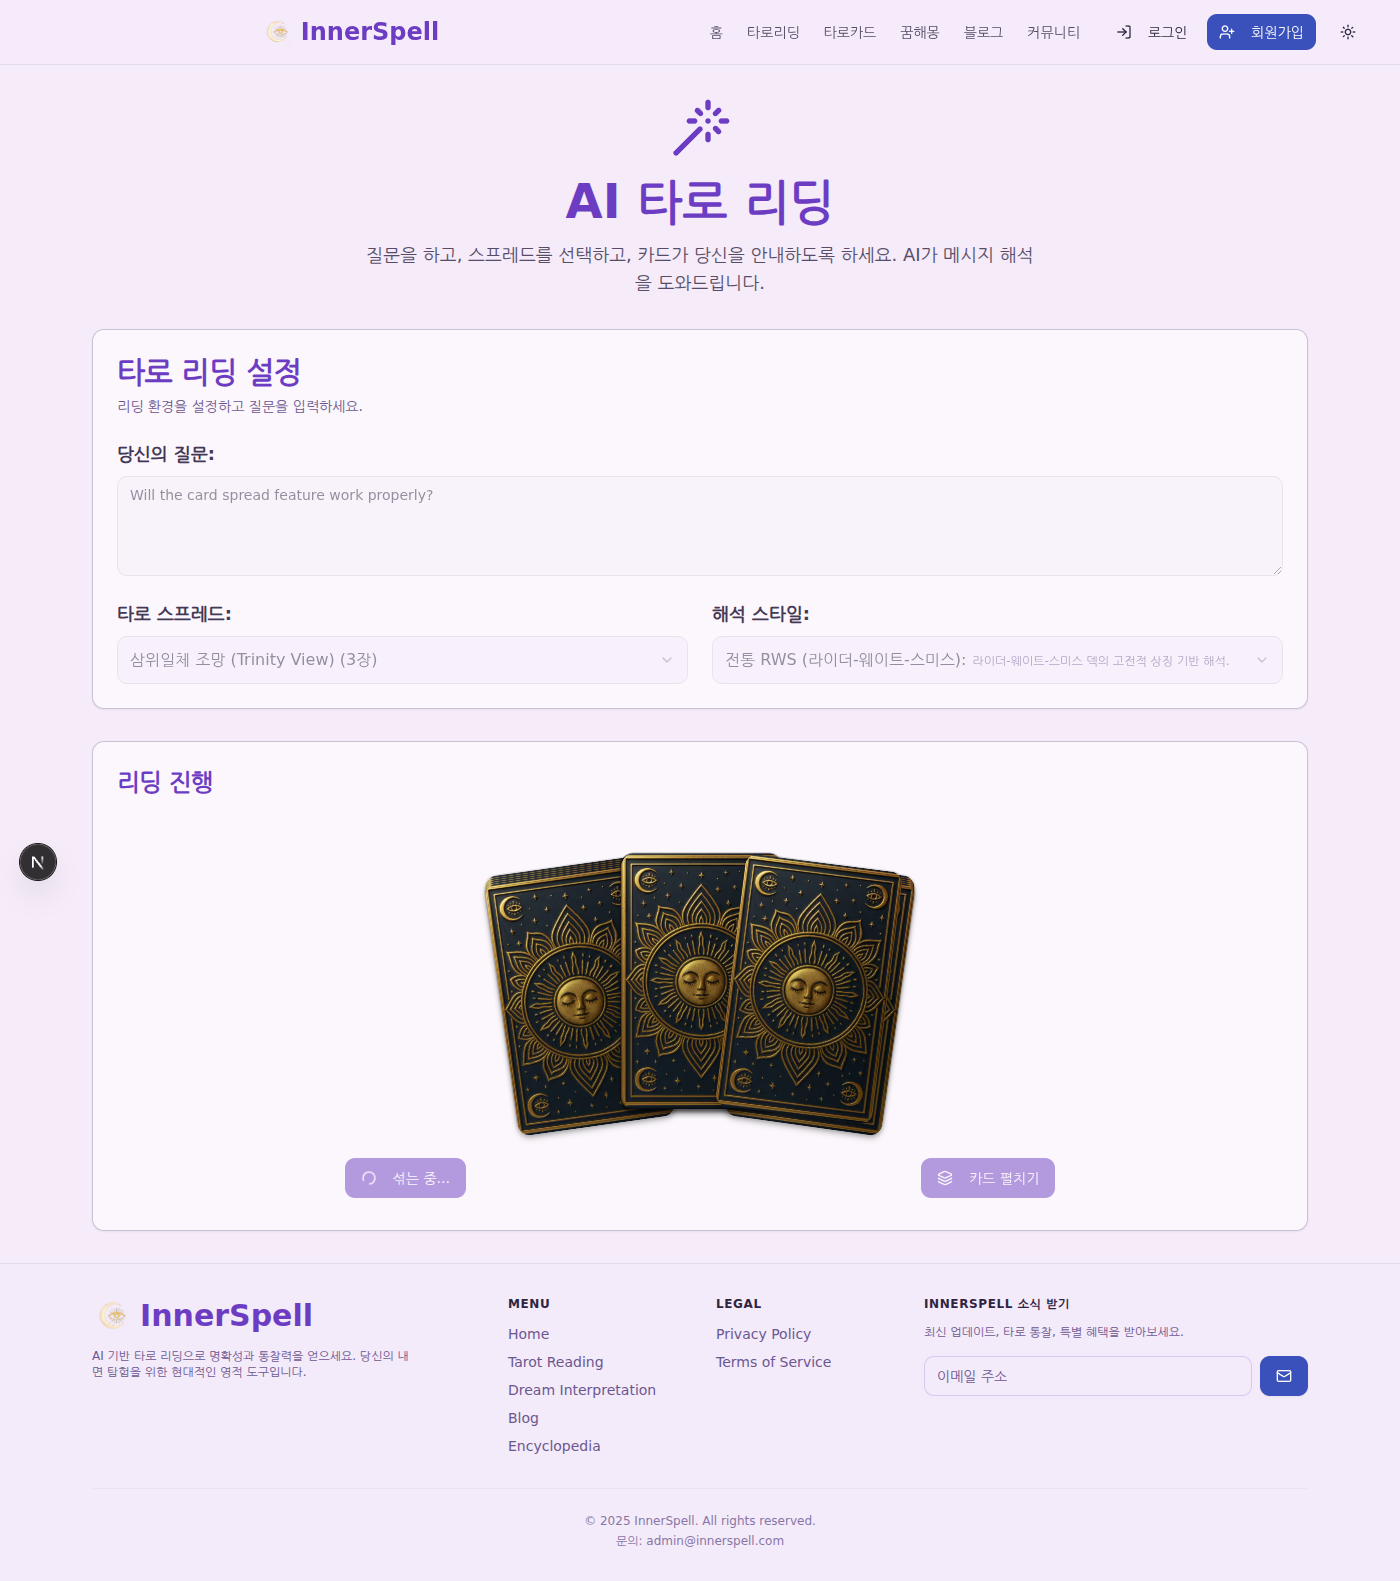 InnerSpell
홈 타로리딩 타로카드 꿈해몽 블로그 커뮤니티 로그인 회원가입
AI 타로 리딩
질문을 하고, 스프레드를 선택하고, 카드가 당신을 안내하도록 하세요. AI가 메시지 해석
을 도와드립니다.
타로 리딩 설정
리딩 환경을 설정하고 질문을 입력하세요.
당신의 질문:
Will the card spread feature work properly?
타로 스프레드:
삼위일체 조망 (Trinity View) (3장)
해석 스타일:
전통 RWS (라이더-웨이트-스미스): 라이더-웨이트-스미스 덱의 고전적 상징 기반 해석.
리딩 진행
N
섞는 중...
카드 펼치기
InnerSpell
AI 기반 타로 리딩으로 명확성과 통찰력을 얻으세요. 당신의 내
면 탐험을 위한 현대적인 영적 도구입니다.
MENU
Home
Tarot Reading
Dream Interpretation
Blog
Encyclopedia
LEGAL
Privacy Policy
Terms of Service
INNERSPELL 소식 받기
최신 업데이트, 타로 통찰, 특별 혜택을 받아보세요.
이메일 주소
© 2025 InnerSpell. All rights reserved.
문의: admin@innerspell.com